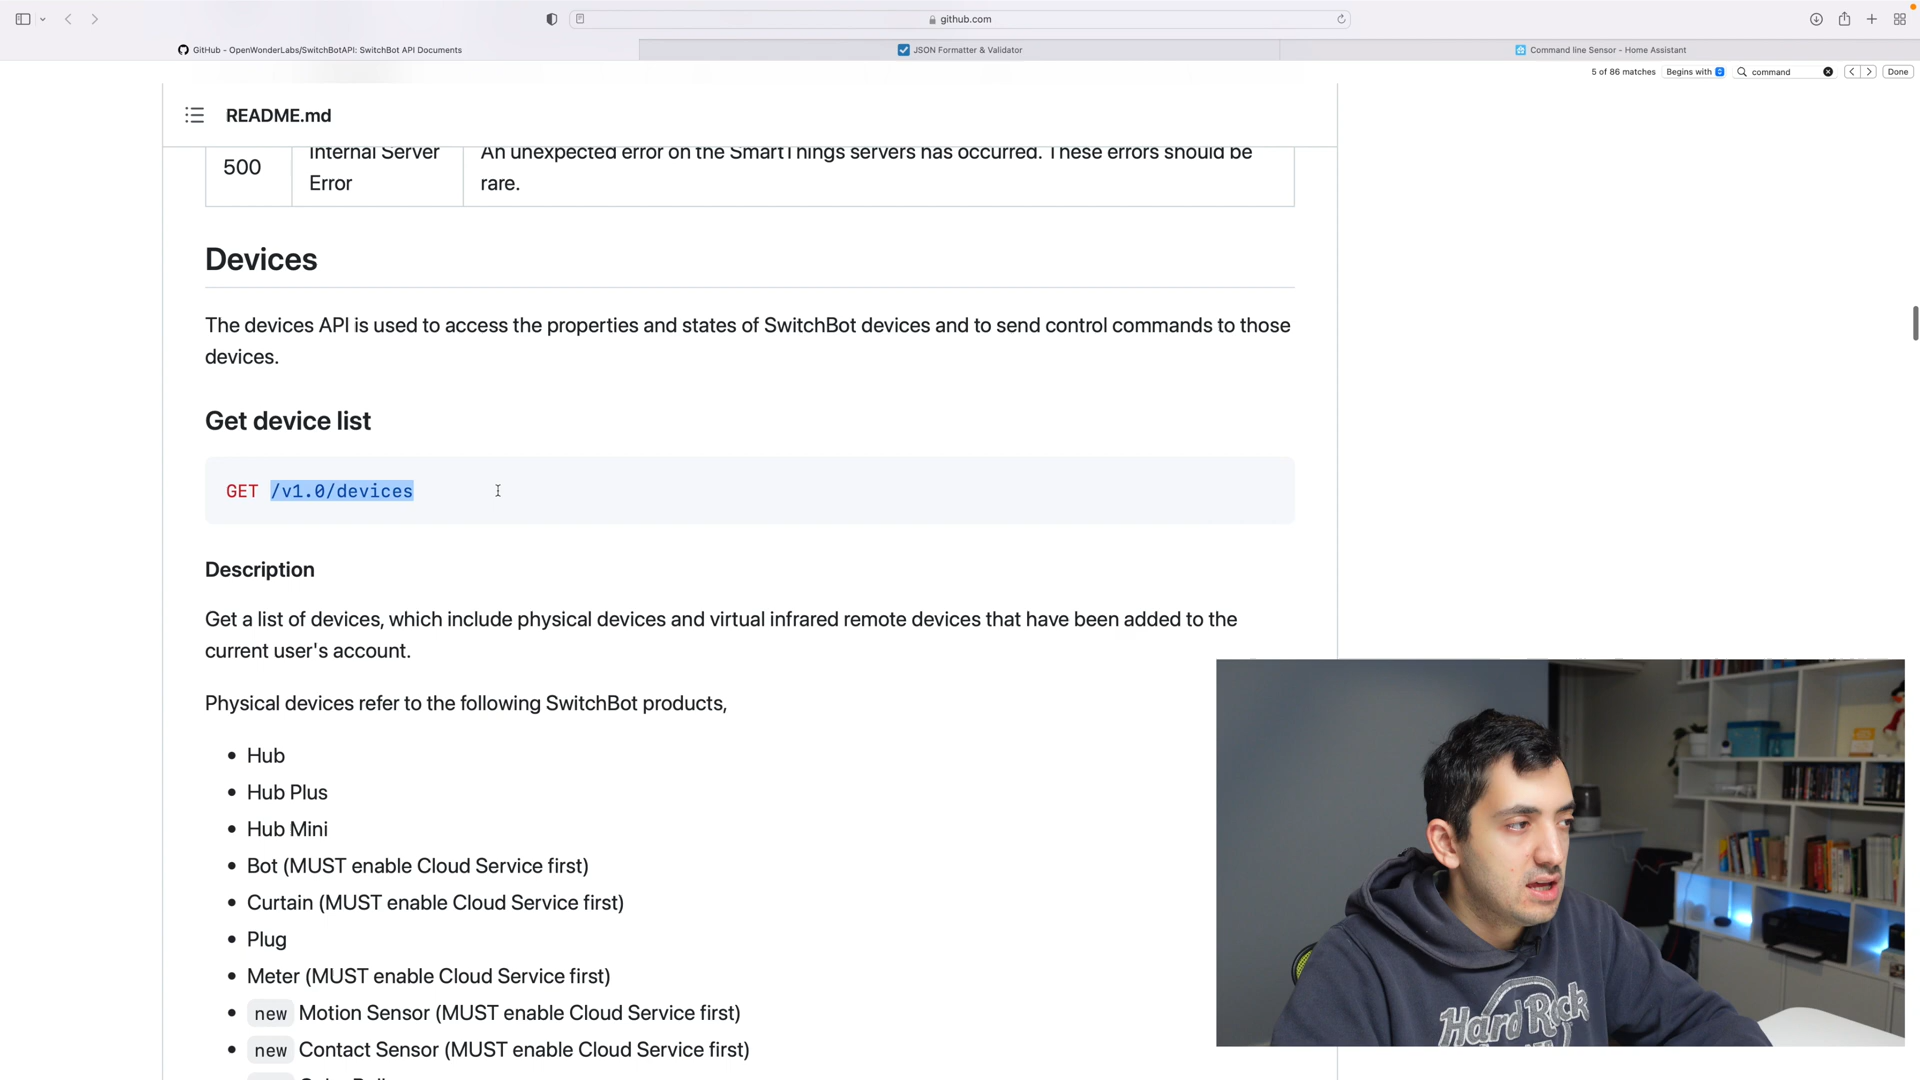 github.com
GitHub - OpenWonderLabs/SwitchBotAPI: SwitchBot API Documents
JSON Formatter & Validator
Command line Sensor - Home Assistant
5 of 86 matches
Begins with
command
Done
README.md
500
Internal Server
Error
An unexpected error on the SmartThings servers has occurred. These errors should be
rare.
Devices
The devices API is used to access the properties and states of SwitchBot devices and to send control commands to those
devices.
Get device list
GET /v1.0/devices
Description
Get a list of devices, which include physical devices and virtual infrared remote devices that have been added to the
current user's account.
Physical devices refer to the following SwitchBot products,
• Hub
• Hub Plus
• Hub Mini
• Bot (MUST enable Cloud Service first)
• Curtain (MUST enable Cloud Service first)
• Plug
• Meter (MUST enable Cloud Service first)
• new Motion Sensor (MUST enable Cloud Service first)
• new Contact Sensor (MUST enable Cloud Service first)
Hard Rock